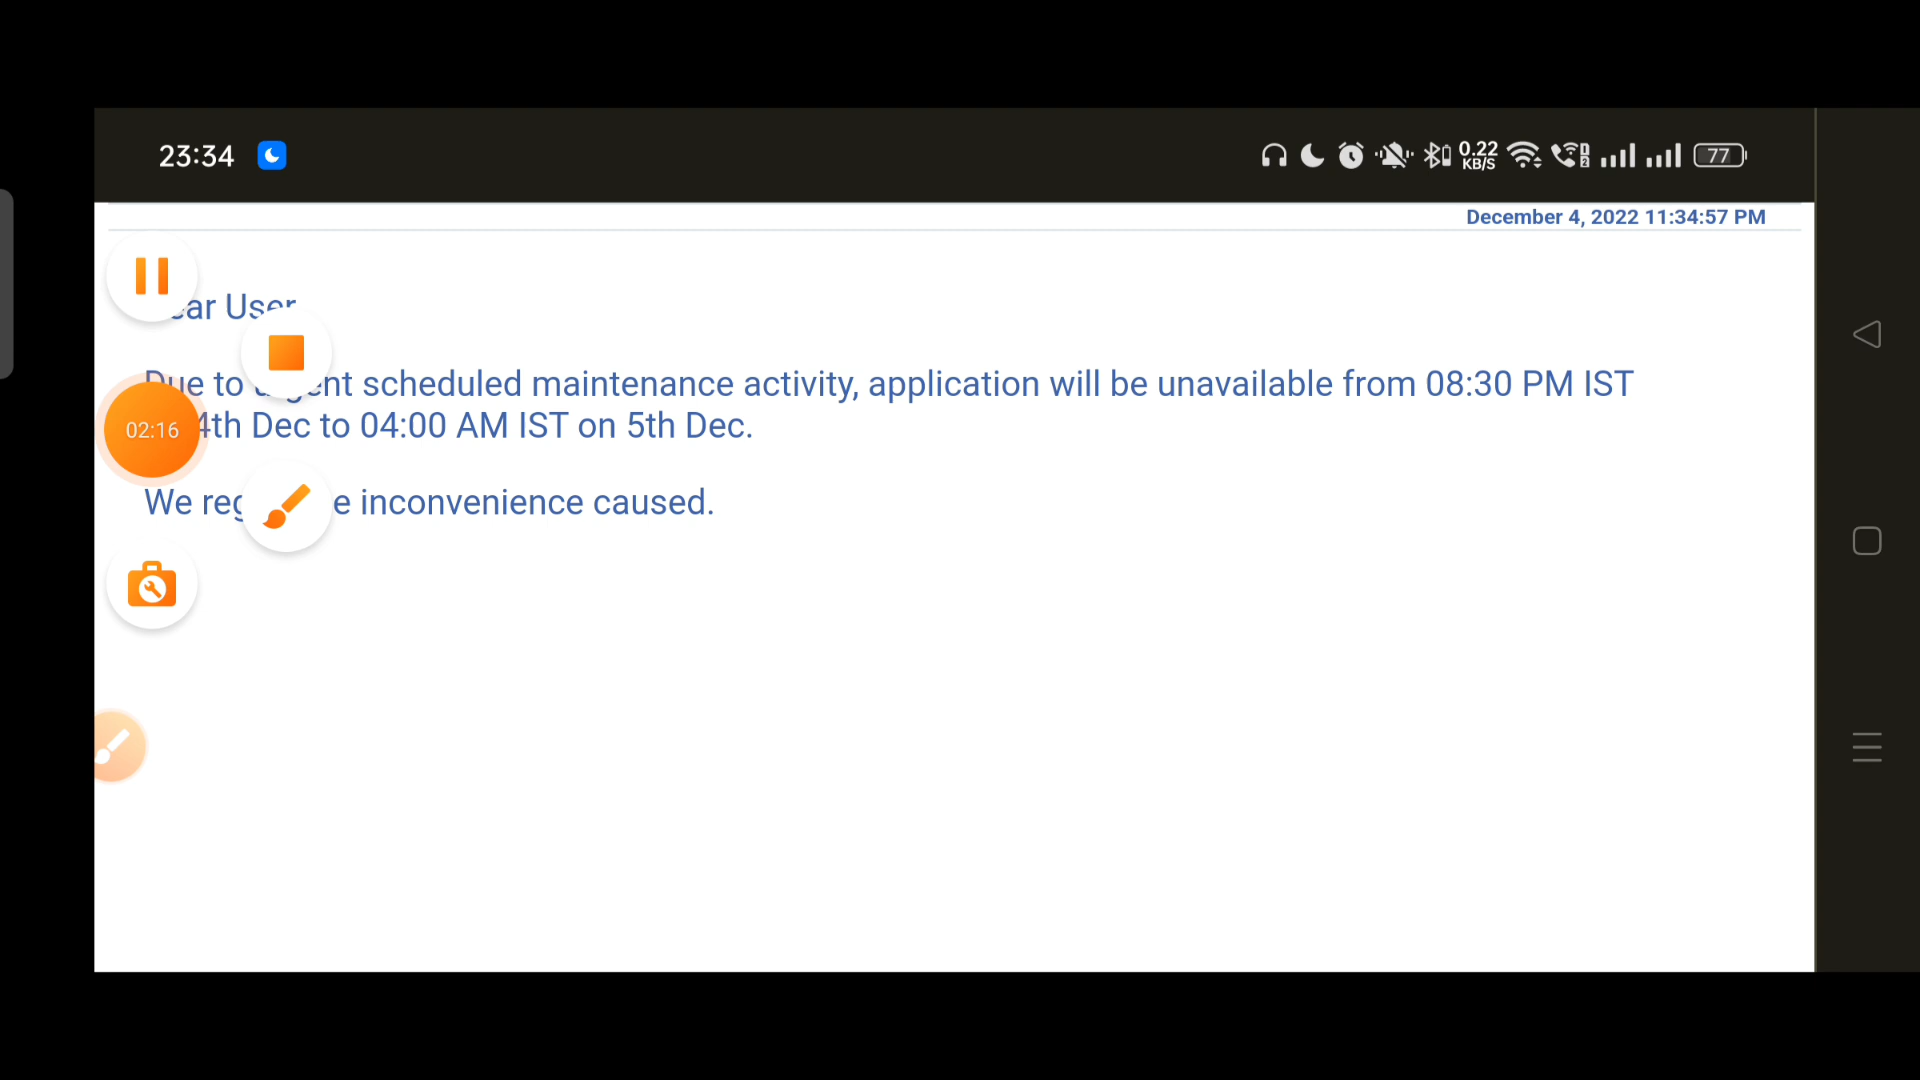 23:34
0.22
KB/S
77
December 4, 2022 11:34:57 PM
ar User
Due to urgent scheduled maintenance activity, application will be unavailable from 08:30 PM IST
4th Dec to 04:00 AM IST on 5th Dec.
02:16
We reg e inconvenience caused.